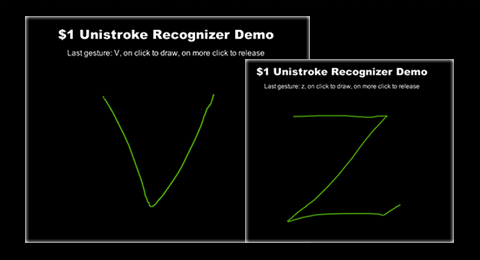 $1 Unistroke Recognizer Demo
Last gesture: V, on click to draw, on more click to release
V
$1 Unistroke Recognizer Demo
Last gesture: z, on click to draw, on more click to release
Z